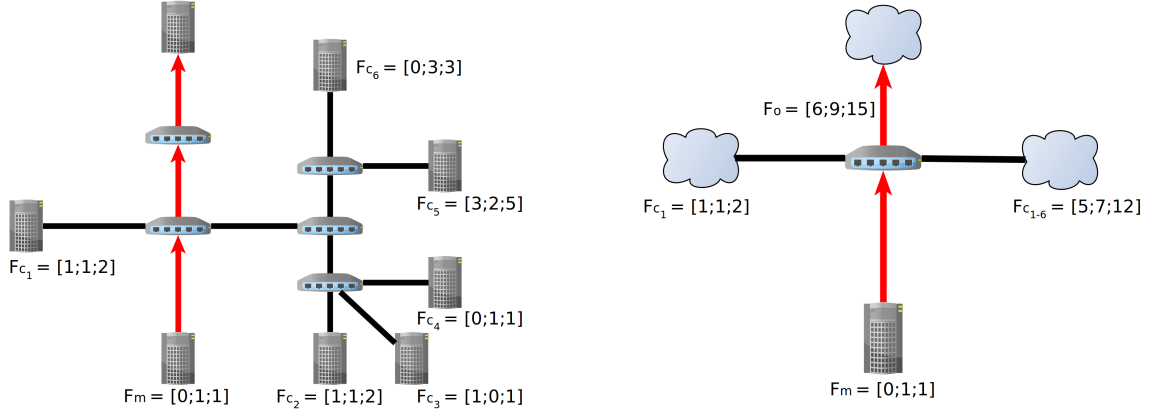 Fc6 = [0;3;3]
Fc5 = [3;2;5]
Fc1 = [1;1;2]
Fc4 = [0;1;1]
Fm = [0;1;1]
Fc2 = [1;1;2]
Fc3 = [1;0;1]
Fo = [6;9;15]
Fc1 = [1;1;2]
Fc1-6 = [5;7;12]
Fm = [0;1;1]